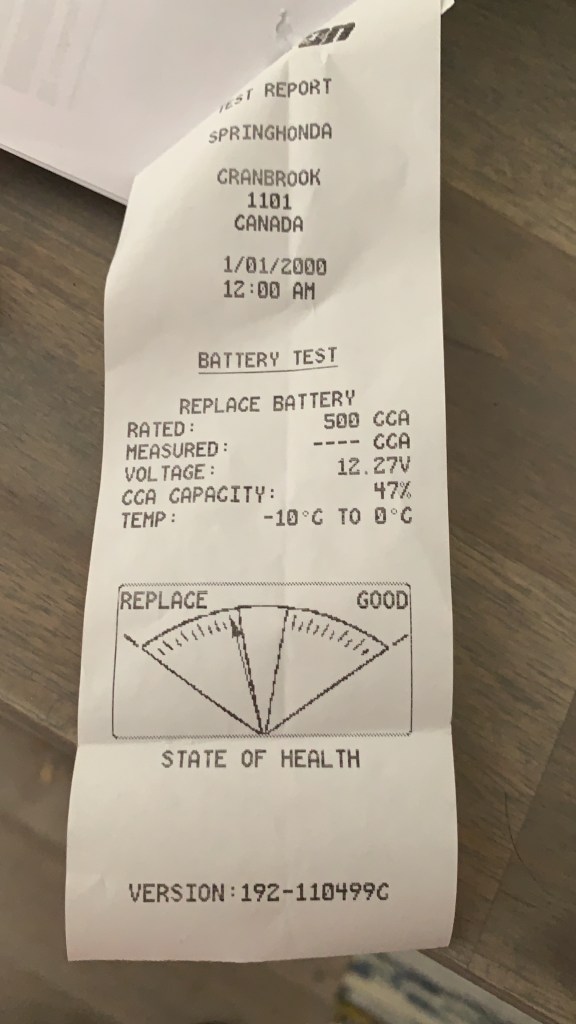 TEST REPORT
SPRINGHONDA
CRANBROOK
1101
CANADA
1/01/2000
12:00 AM
BATTERY TEST
REPLACE BATTERY
RATED: 500 CCA
MEASURED: ---- CCA
VOLTAGE: 12.27V
CCA CAPACITY: 47%
TEMP: -10°C TO 0°C
REPLACE GOOD
STATE OF HEALTH
VERSION:192-110499C